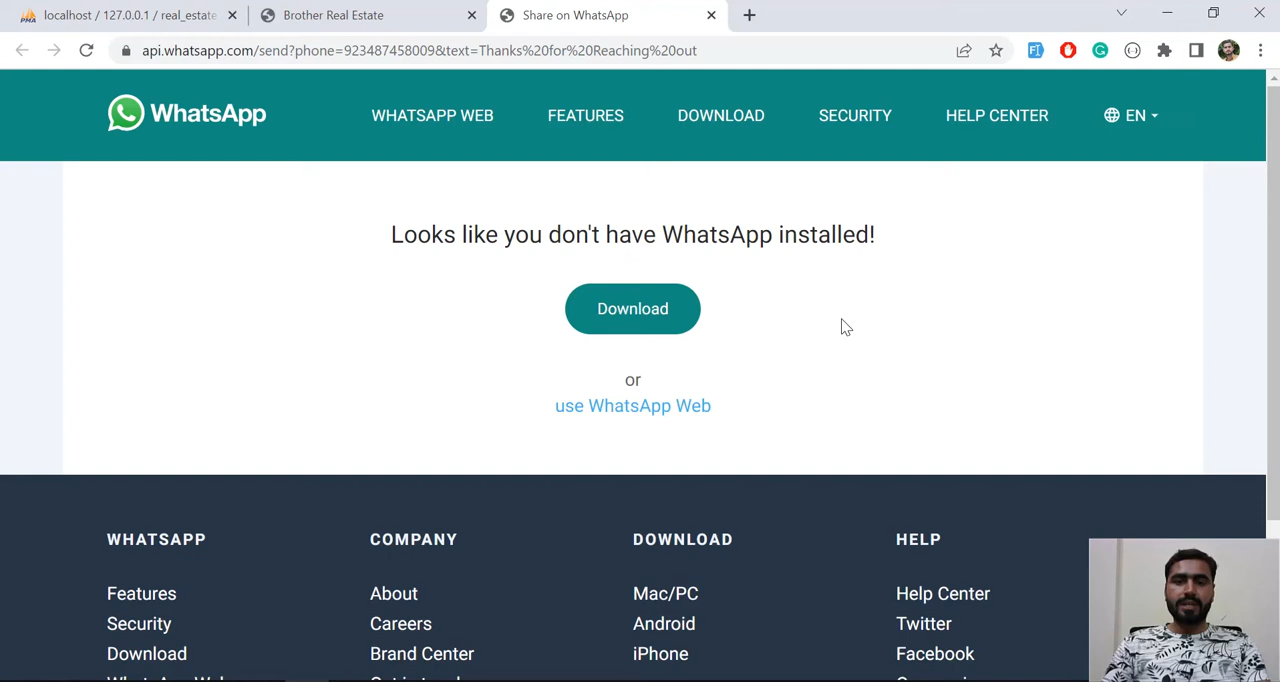 localhost / 127.0.0.1 / real_estate
Brother Real Estate
Share on WhatsApp
api.whatsapp.com/send?phone=923487458009&text=Thanks%20for%20Reaching%20out
WhatsApp
WHATSAPP WEB
FEATURES
DOWNLOAD
SECURITY
HELP CENTER
EN
Looks like you don't have WhatsApp installed!
Download
or
use WhatsApp Web
WHATSAPP
COMPANY
DOWNLOAD
HELP
Features
About
Mac/PC
Help Center
Security
Careers
Android
Twitter
Download
Brand Center
iPhone
Facebook